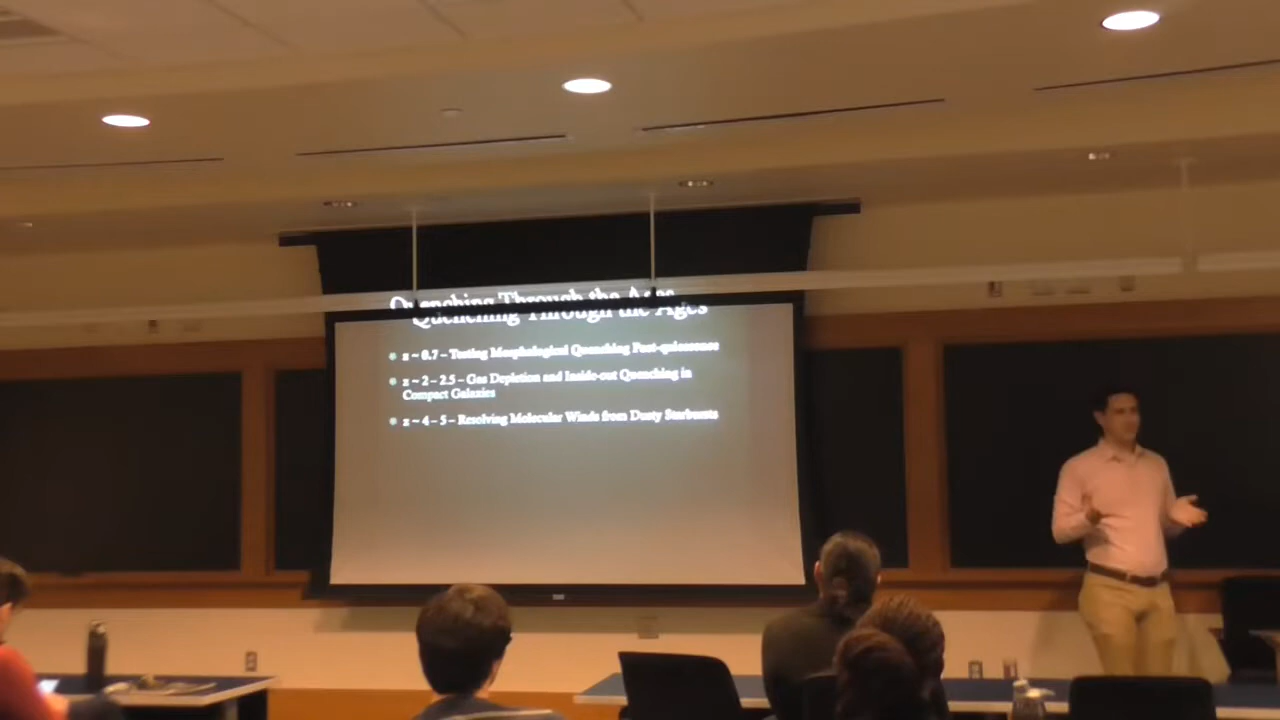 Quenching Through the Ages
z ~ 0.7 – Testing Morphological Quenching Post-quiescence
z ~ 2 – 2.5 – Gas Depletion and Inside-out Quenching in
Compact Galaxies
z ~ 4 – 5 – Resolving Molecular Winds from Dusty Starbursts